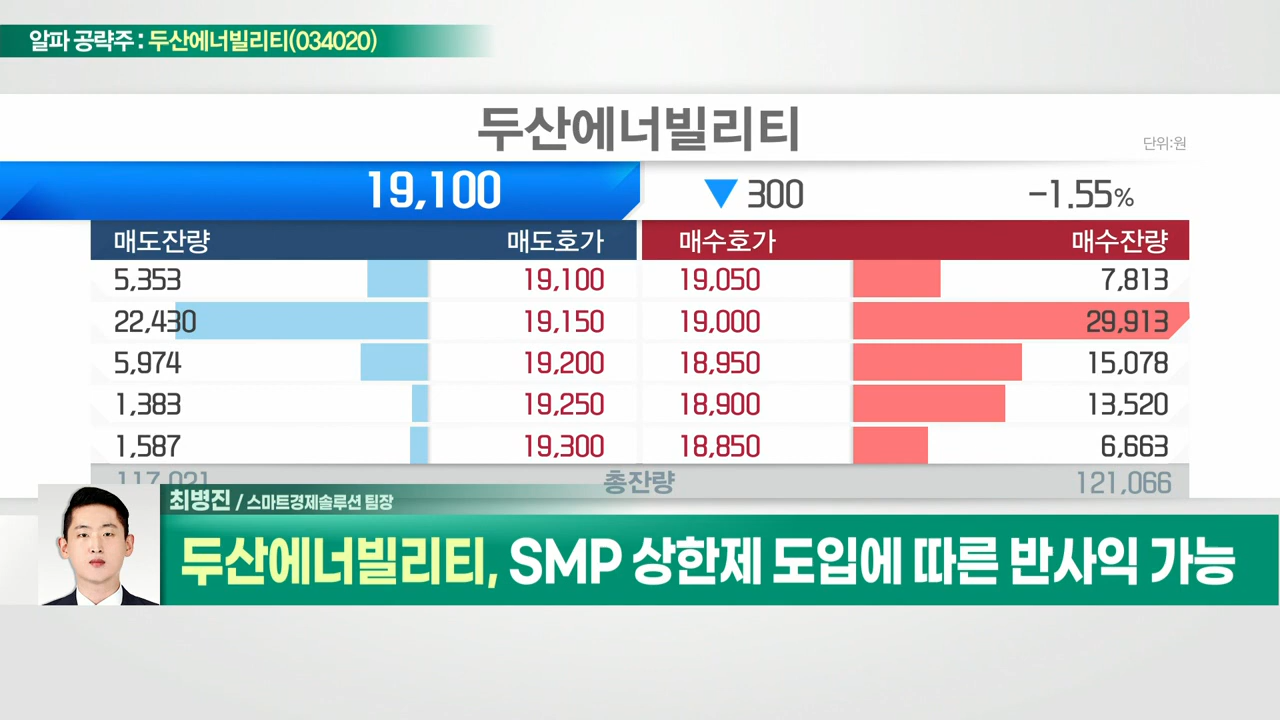 알파 공략주 : 두산에너빌리티(034020)
두산에너빌리티
단위:원
19,100 ▼ 300 -1.55%
매도잔량 매도호가 매수호가 매수잔량
5,353 19,100 19,050 7,813
22,430 19,150 19,000 29,913
5,974 19,200 18,950 15,078
1,383 19,250 18,900 13,520
1,587 19,300 18,850 6,663
117,021 총잔량 121,066
최병진 / 스마트경제솔루션 팀장
두산에너빌리티, SMP 상한제 도입에 따른 반사익 가능